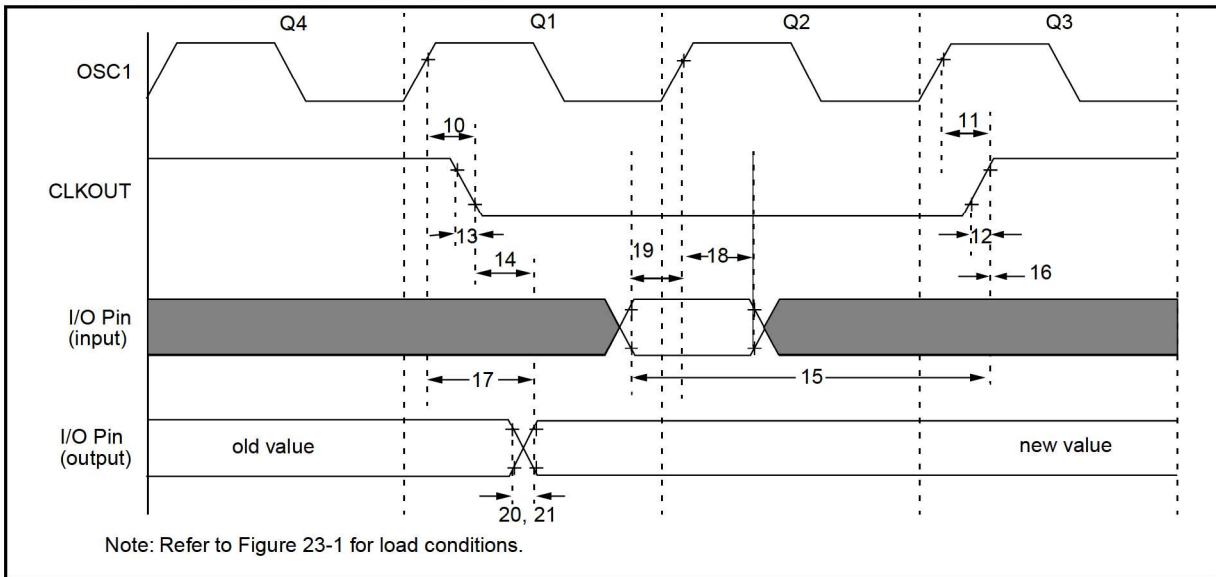 Q4 Q1 Q2 Q3
OSC1
10 11
CLKOUT
13 12
14 19 18 16
I/O Pin
(input)
17 15
I/O Pin
(output)
old value new value
20, 21
Note: Refer to Figure 23-1 for load conditions.